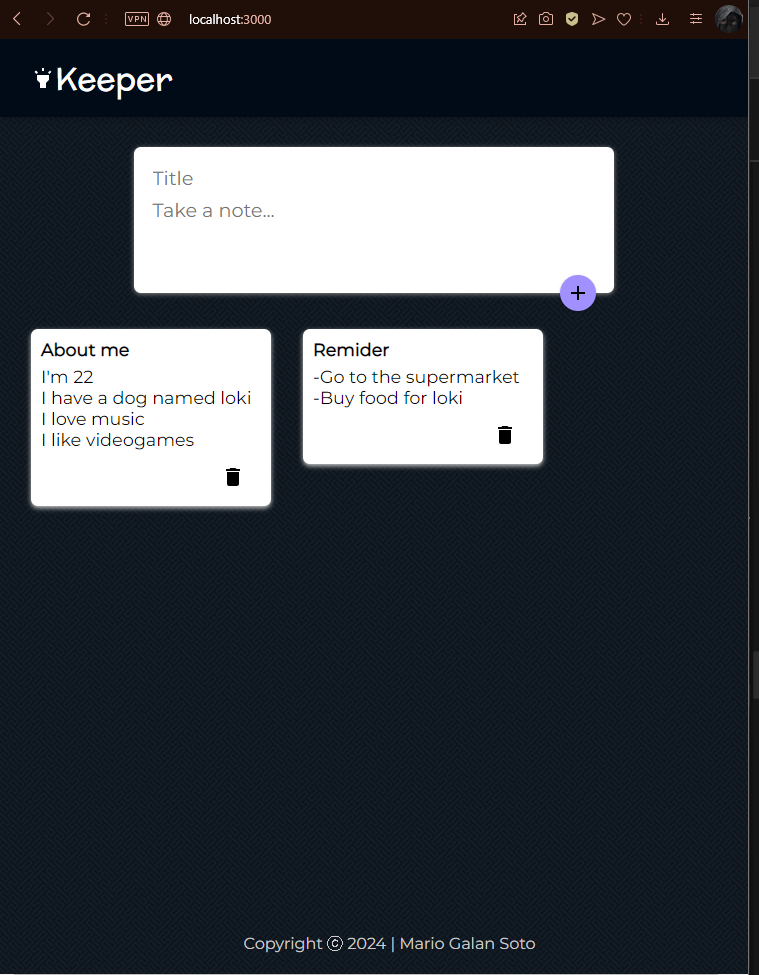 VPN
localhost:3000
Keeper
Title
Take a note...
About me
I'm 22
I have a dog named loki
I love music
I like videogames
Remider
-Go to the supermarket
-Buy food for loki
Copyright ⓒ 2024 | Mario Galan Soto